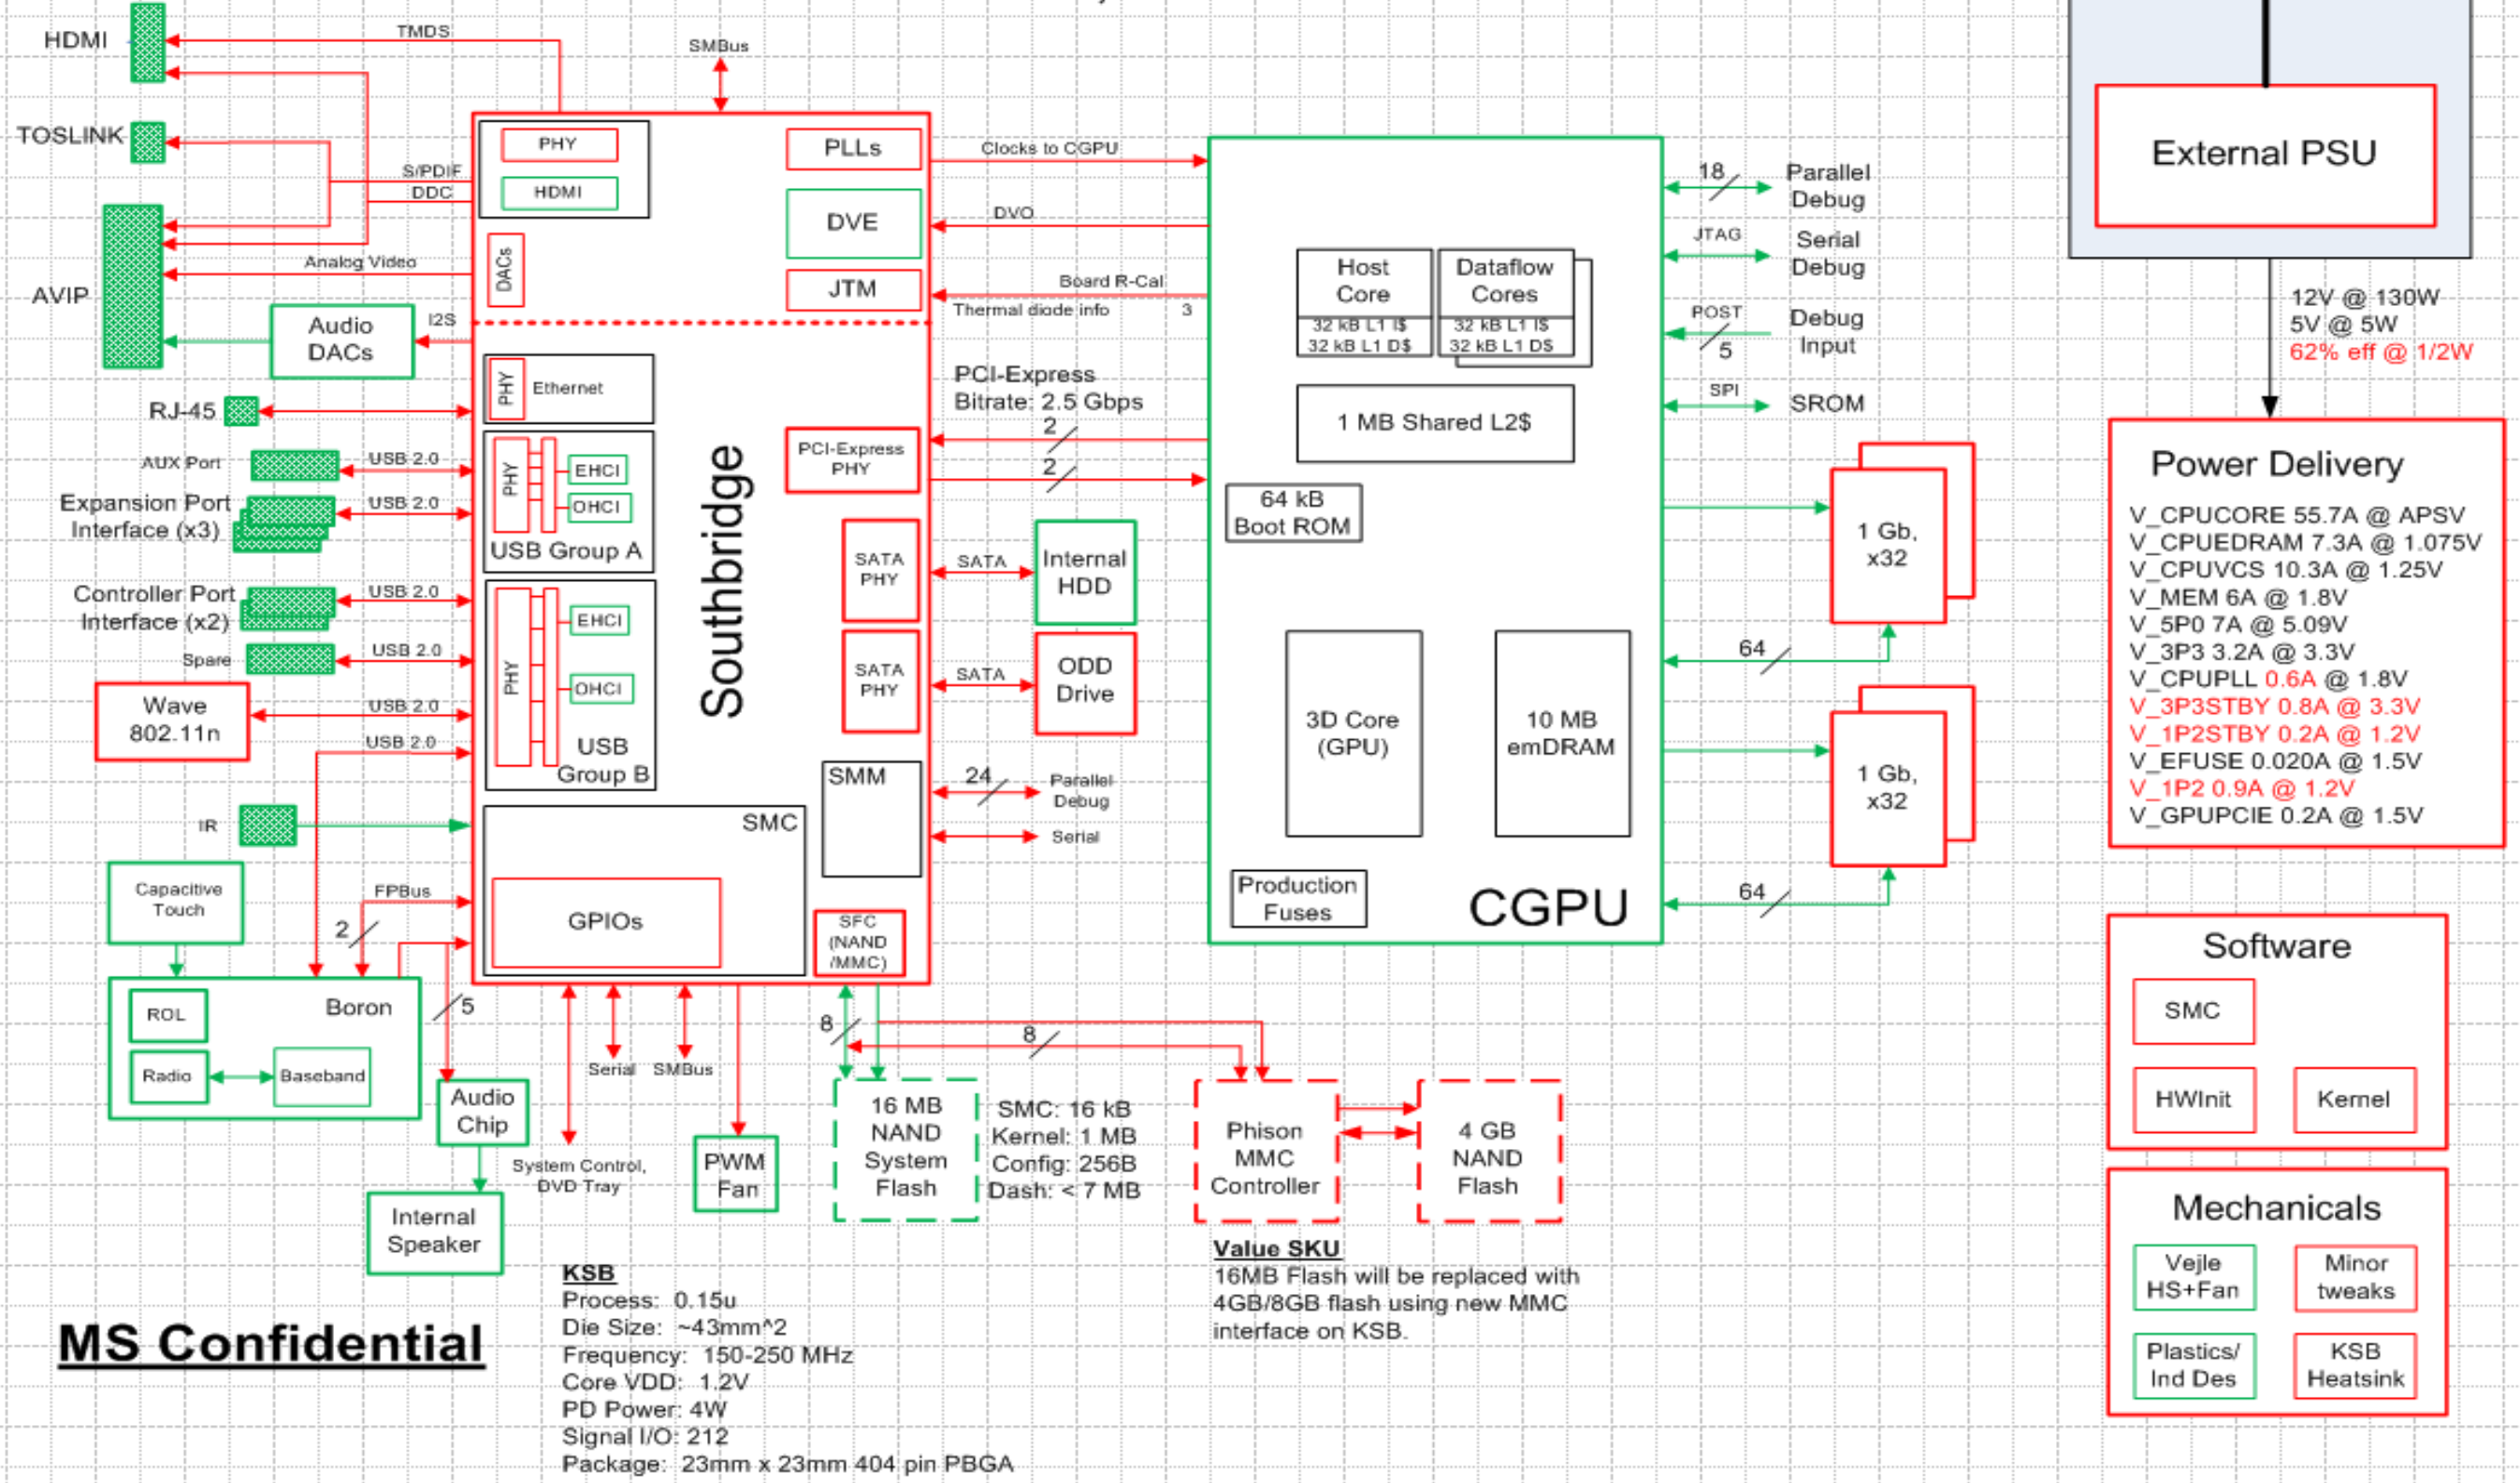 HDMI
TMDS
SMBus
TOSLINK
S/PDIF
DDC
AVIP
Analog Video
Audio
DACs
I2S
RJ-45
AUX Port
USB 2.0
Expansion Port
Interface (x3)
USB 2.0
Controller Port
Interface (x2)
USB 2.0
Spare
USB 2.0
Wave
802.11n
USB 2.0
USB 2.0
IR
Capacitive
Touch
FPBus
2
Boron
ROL
Radio
Baseband
5
Audio
Chip
Internal
Speaker
PHY
HDMI
DACs
PLLs
DVE
JTM
PHY
Ethernet
PHY
EHCI
OHCI
USB Group A
PHY
EHCI
OHCI
USB
Group B
Southbridge
PCI-Express
PHY
SATA
PHY
SATA
PHY
SMM
SMC
GPIOs
SFC
(NAND
/MMC)
Clocks to CGPU
DVO
Board R-Cal
Thermal diode info
3
PCI-Express
Bitrate: 2.5 Gbps
2
2
SATA
Internal
HDD
SATA
ODD
Drive
24
Parallel
Debug
Serial
Serial
SMBus
System Control,
DVD Tray
PWM
Fan
8
8
16 MB
NAND
System
Flash
SMC: 16 kB
Kernel: 1 MB
Config: 256B
Dash: < 7 MB
Phison
MMC
Controller
4 GB
NAND
Flash
Value SKU
16MB Flash will be replaced with
4GB/8GB flash using new MMC
interface on KSB.
KSB
Process: 0.15u
Die Size: ~43mm^2
Frequency: 150-250 MHz
Core VDD: 1.2V
PD Power: 4W
Signal I/O: 212
Package: 23mm x 23mm 404 pin PBGA
MS Confidential
Host
Core
32 kB L1 I$
32 kB L1 D$
Dataflow
Cores
32 kB L1 I$
32 kB L1 D$
1 MB Shared L2$
64 kB
Boot ROM
3D Core
(GPU)
10 MB
emDRAM
Production
Fuses
CGPU
18
Parallel
Debug
JTAG
Serial
Debug
POST
5
Debug
Input
SPI
SROM
1 Gb,
x32
64
1 Gb,
x32
64
External PSU
12V @ 130W
5V @ 5W
62% eff @ 1/2W
Power Delivery
V_CPUCORE 55.7A @ APSV
V_CPUEDRAM 7.3A @ 1.075V
V_CPUVCS 10.3A @ 1.25V
V_MEM 6A @ 1.8V
V_5P0 7A @ 5.09V
V_3P3 3.2A @ 3.3V
V_CPUPLL 0.6A @ 1.8V
V_3P3STBY 0.8A @ 3.3V
V_1P2STBY 0.2A @ 1.2V
V_EFUSE 0.020A @ 1.5V
V_1P2 0.9A @ 1.2V
V_GPUPCIE 0.2A @ 1.5V
Software
SMC
HWInit
Kernel
Mechanicals
Vejle
HS+Fan
Minor
tweaks
Plastics/
Ind Des
KSB
Heatsink